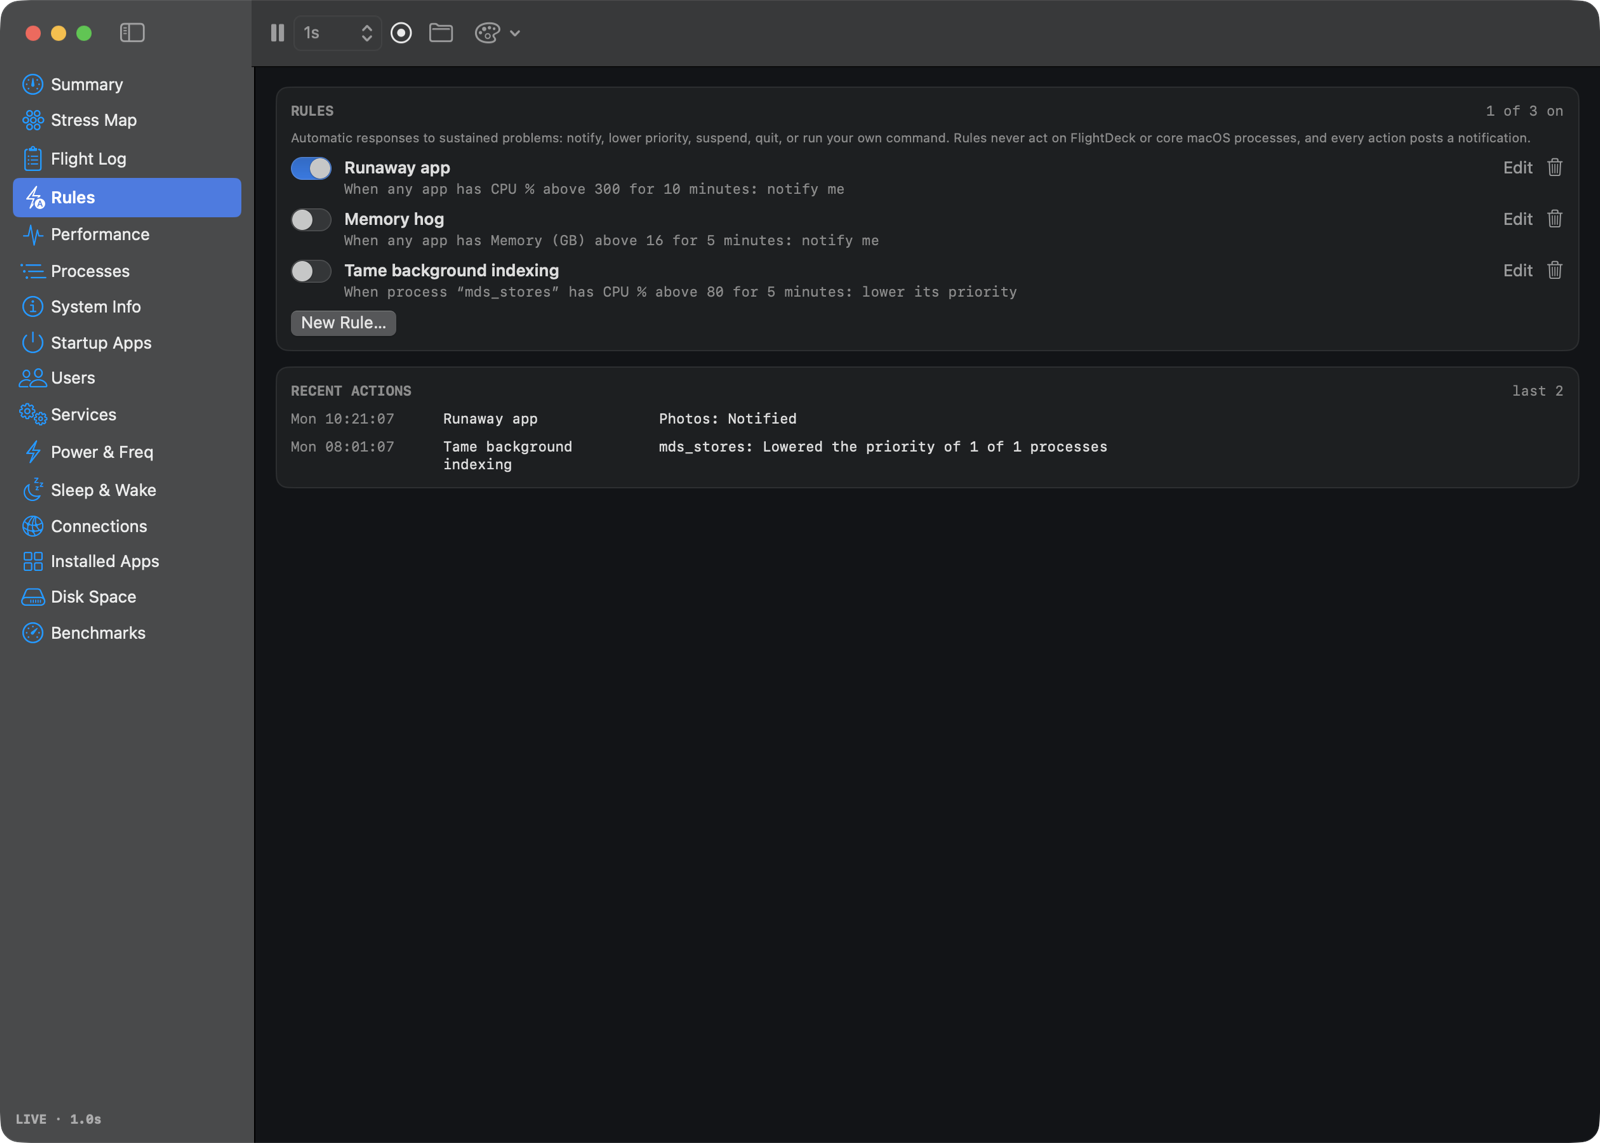 1s
Summary
Stress Map
Flight Log
Rules
Performance
Processes
System Info
Startup Apps
Users
Services
Power & Freq
Sleep & Wake
Connections
Installed Apps
Disk Space
Benchmarks
LIVE · 1.0s
RULES
1 of 3 on
Automatic responses to sustained problems: notify, lower priority, suspend, quit, or run your own command. Rules never act on FlightDeck or core macOS processes, and every action posts a notification.
Runaway app
Edit
When any app has CPU % above 300 for 10 minutes: notify me
Memory hog
Edit
When any app has Memory (GB) above 16 for 5 minutes: notify me
Tame background indexing
Edit
When process “mds_stores” has CPU % above 80 for 5 minutes: lower its priority
New Rule...
RECENT ACTIONS
last 2
Mon 10:21:07 Runaway app Photos: Notified
Mon 08:01:07 Tame background mds_stores: Lowered the priority of 1 of 1 processes
indexing